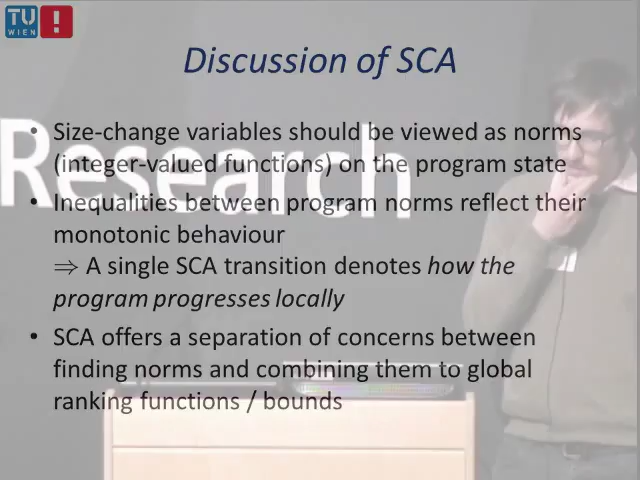 TU
WIEN
!
Discussion of SCA
Research
• Size-change variables should be viewed as norms
(integer-valued functions) on the program state
• Inequalities between program norms reflect their
monotonic behaviour
⇒ A single SCA transition denotes how the
program progresses locally
• SCA offers a separation of concerns between
finding norms and combining them to global
ranking functions / bounds